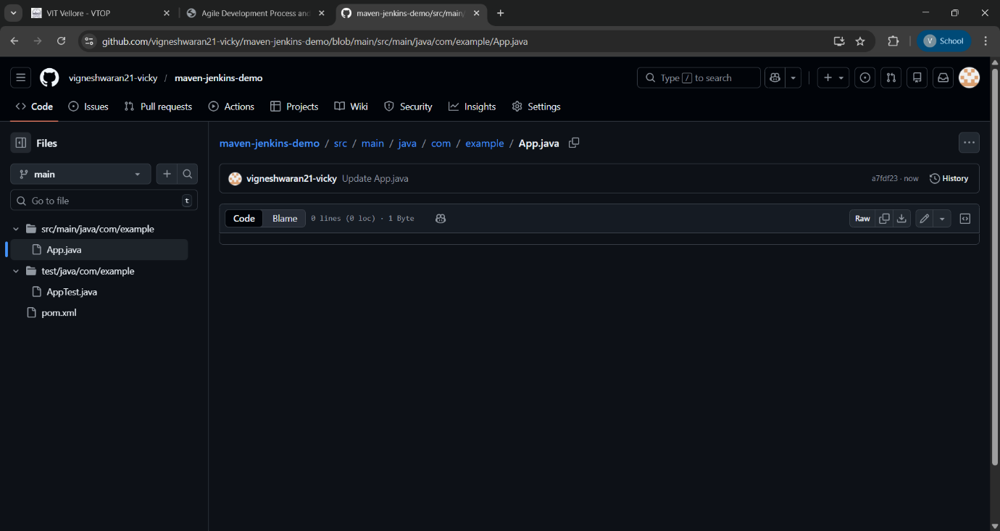 VIT Vellore - VTOP
Agile Development Process and
maven-jenkins-demo/src/main/
github.com/vigneshwaran21-vicky/maven-jenkins-demo/blob/main/src/main/java/com/example/App.java
V School
vigneshwaran21-vicky / maven-jenkins-demo
Type / to search
Code Issues Pull requests Actions Projects Wiki Security Insights Settings
Files
maven-jenkins-demo / src / main / java / com / example / App.java
main
vigneshwaran21-vicky Update App.java
a7fdf23 · now History
Go to file t
Code Blame 0 lines (0 loc) · 1 Byte
Raw
src/main/java/com/example
App.java
test/java/com/example
AppTest.java
pom.xml